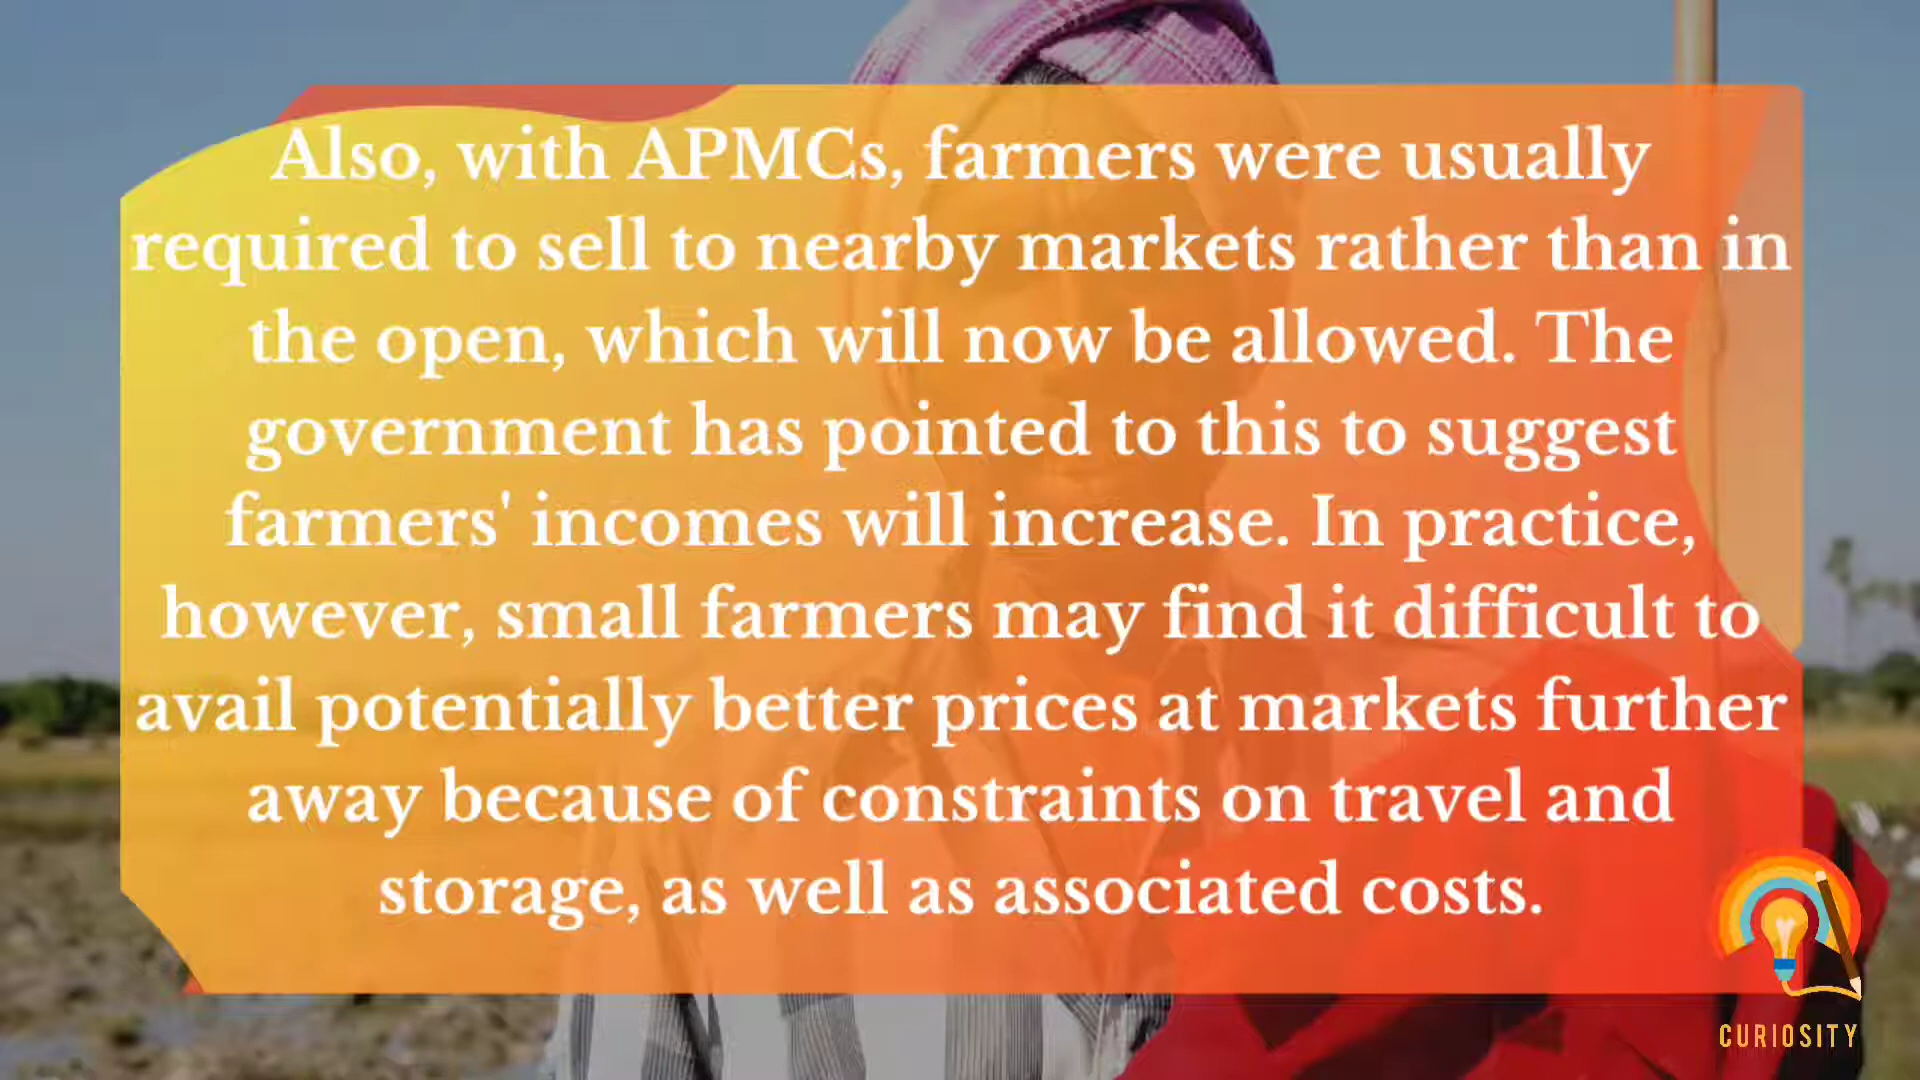 Also, with APMCs, farmers were usually
required to sell to nearby markets rather than in
the open, which will now be allowed. The
government has pointed to this to suggest
farmers' incomes will increase. In practice,
however, small farmers may find it difficult to
avail potentially better prices at markets further
away because of constraints on travel and
storage, as well as associated costs.
CURIOSITY